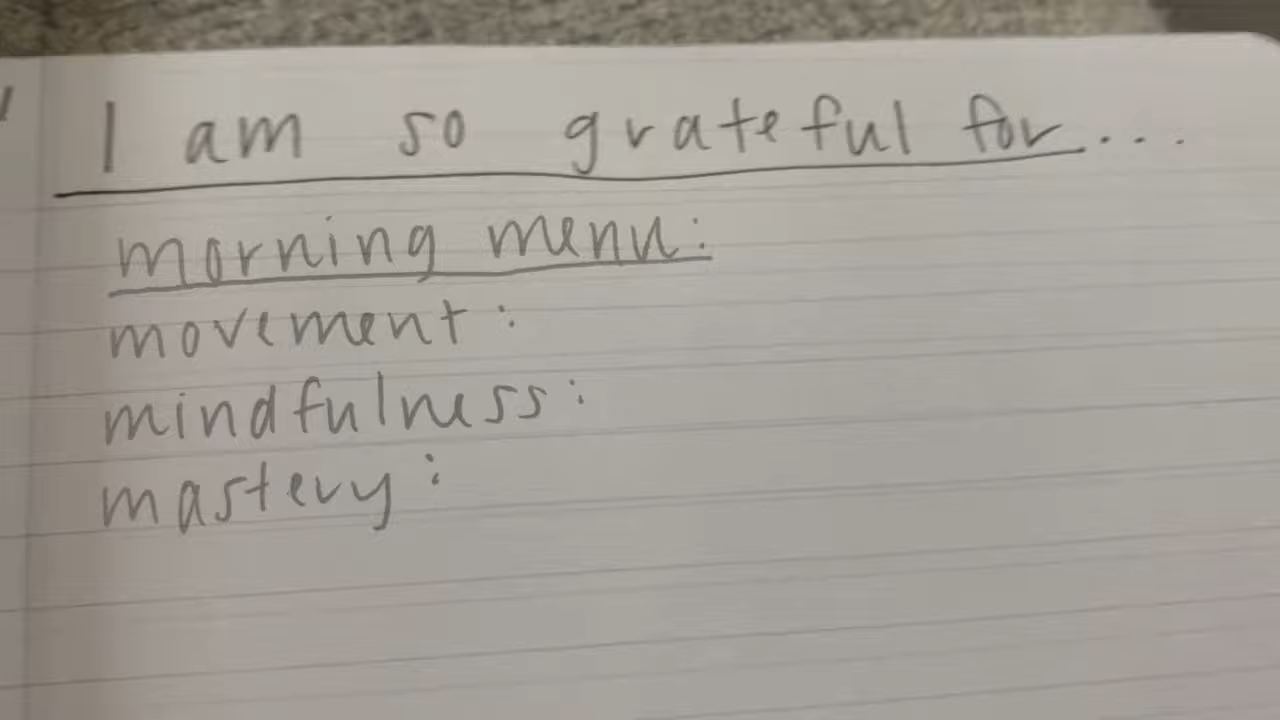 I am so grateful for...
morning menu:
movement:
mindfulness:
mastery: